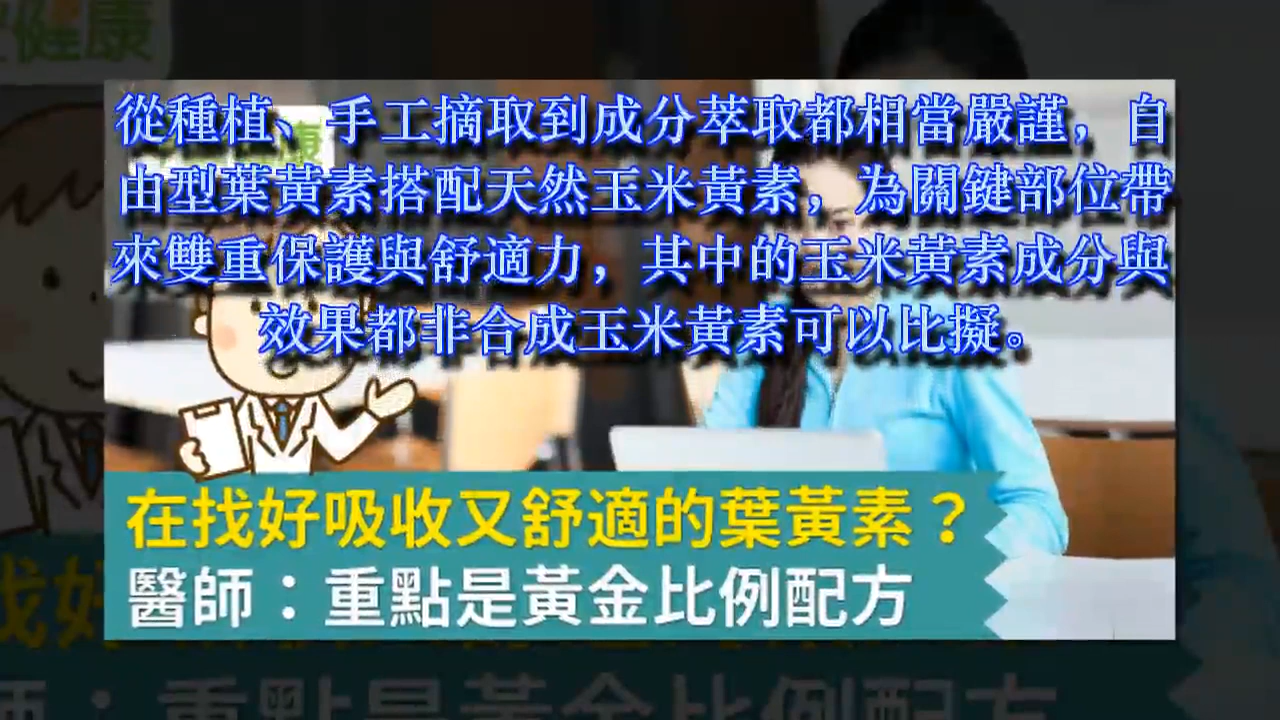 健康
從種植、手工摘取到成分萃取都相當嚴謹，自
由型葉黃素搭配天然玉米黃素，為關鍵部位帶
來雙重保護與舒適力，其中的玉米黃素成分與
效果都非合成玉米黃素可以比擬。
在找好吸收又舒適的葉黃素？
醫師：重點是黃金比例配方